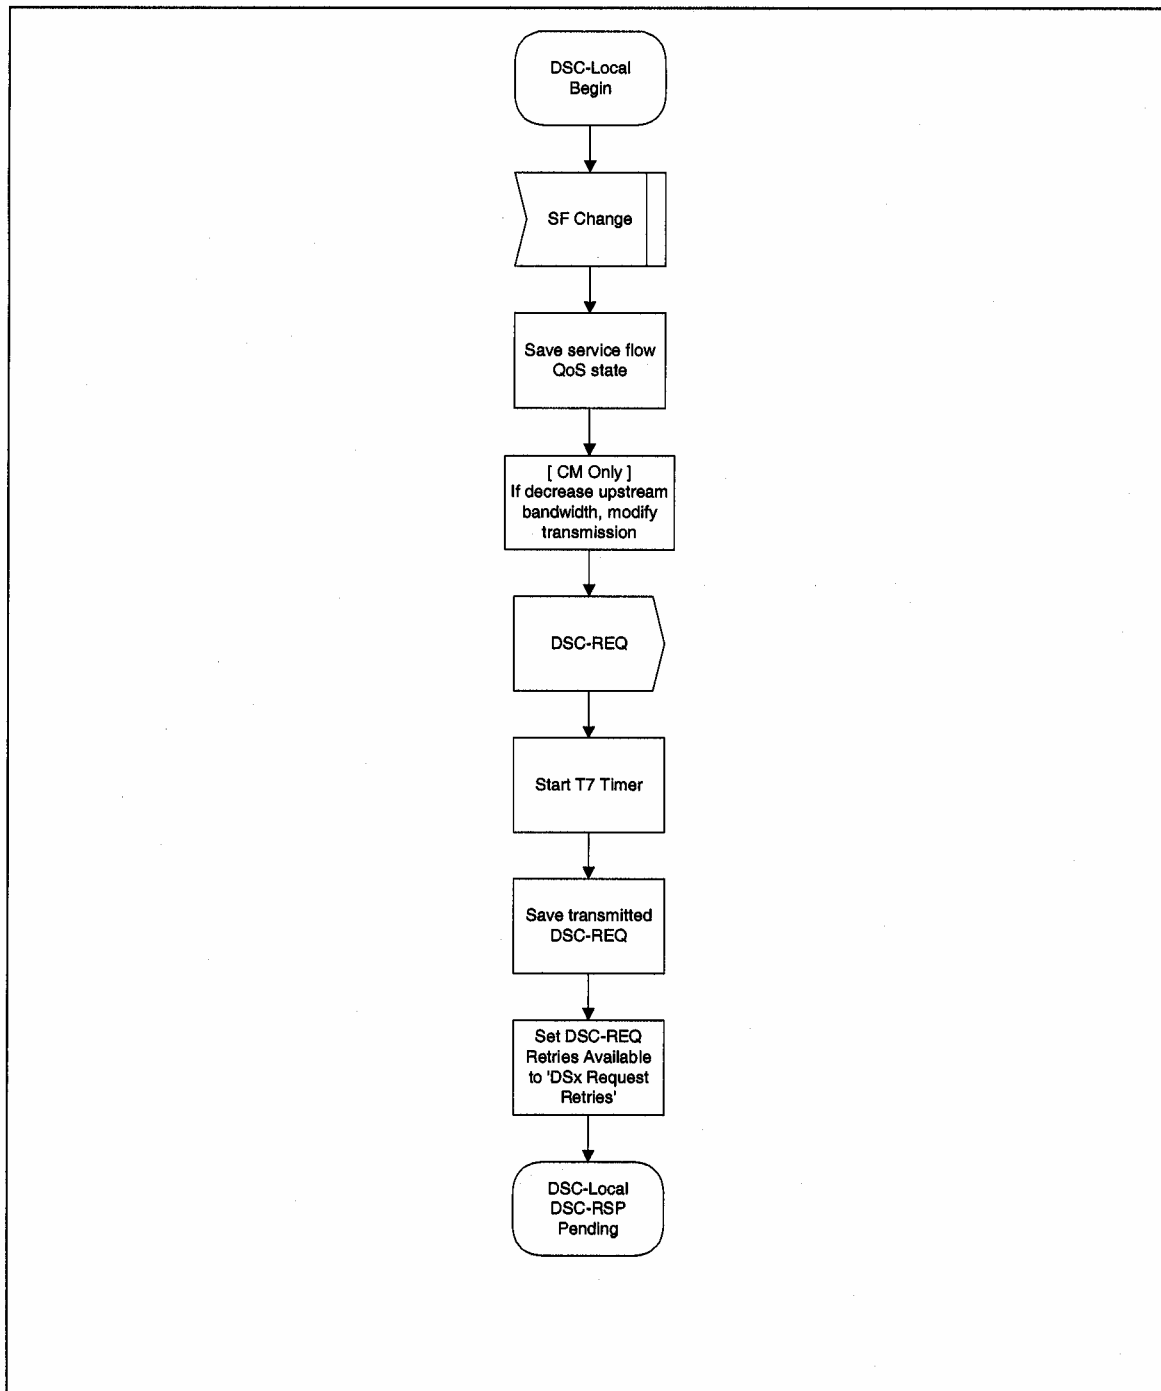 DSC-Local
Begin
SF Change
Save service flow
QoS state
[ CM Only ]
If decrease upstream
bandwidth, modify
transmission
DSC-REQ
Start T7 Timer
Save transmitted
DSC-REQ
Set DSC-REQ
Retries Available
to 'DSx Request
Retries'
DSC-Local
DSC-RSP
Pending